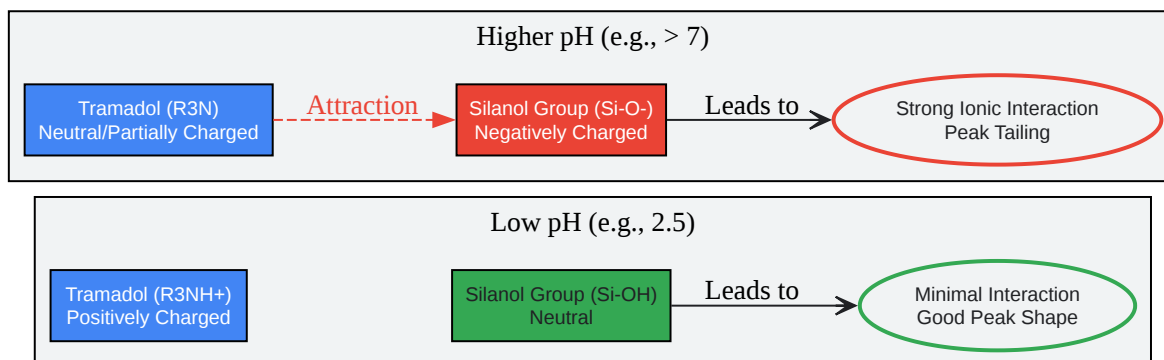 Higher pH (e.g., > 7)
Tramadol (R3N)
Neutral/Partially Charged
Attraction
Silanol Group (Si-O-)
Negatively Charged
Leads to
Strong Ionic Interaction
Peak Tailing
Low pH (e.g., 2.5)
Tramadol (R3NH+)
Positively Charged
Silanol Group (Si-OH)
Neutral
Leads to
Minimal Interaction
Good Peak Shape